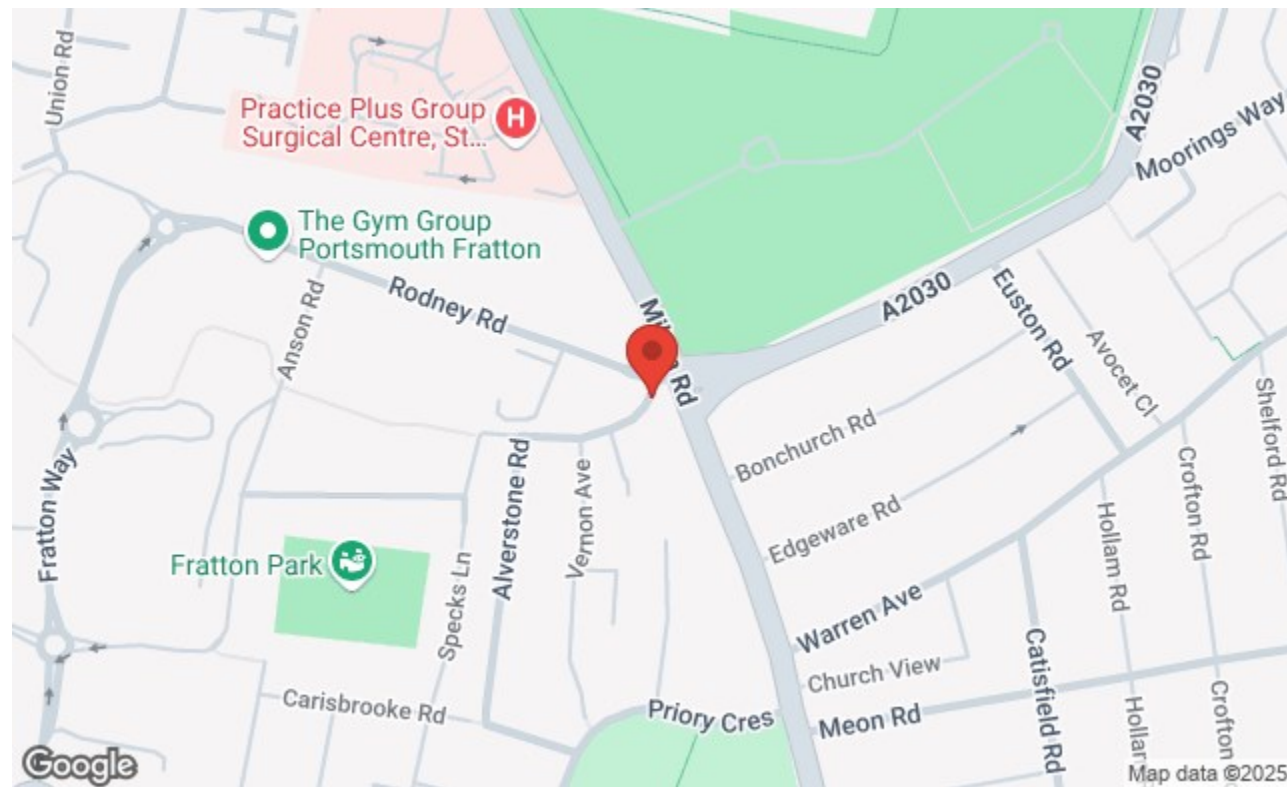 Union Rd
Practice Plus Group
Surgical Centre, St...
H
A2030
Moorings Way
The Gym Group
Portsmouth Fratton
Rodney Rd
Anson Rd
Rd
A2030
Euston Rd
Avocet Cl
Shelford Rd
Bonchurch Rd
Edgeware Rd
Crofton Rd
Hollam Rd
Fratton Way
Fratton Park
Specks Ln
Alverstone Rd
Vernon Ave
Warren Ave
Church View
Catisfield Rd
Carisbrooke Rd
Priory Cres
Meon Rd
Crofton
Google
Map data ©2025